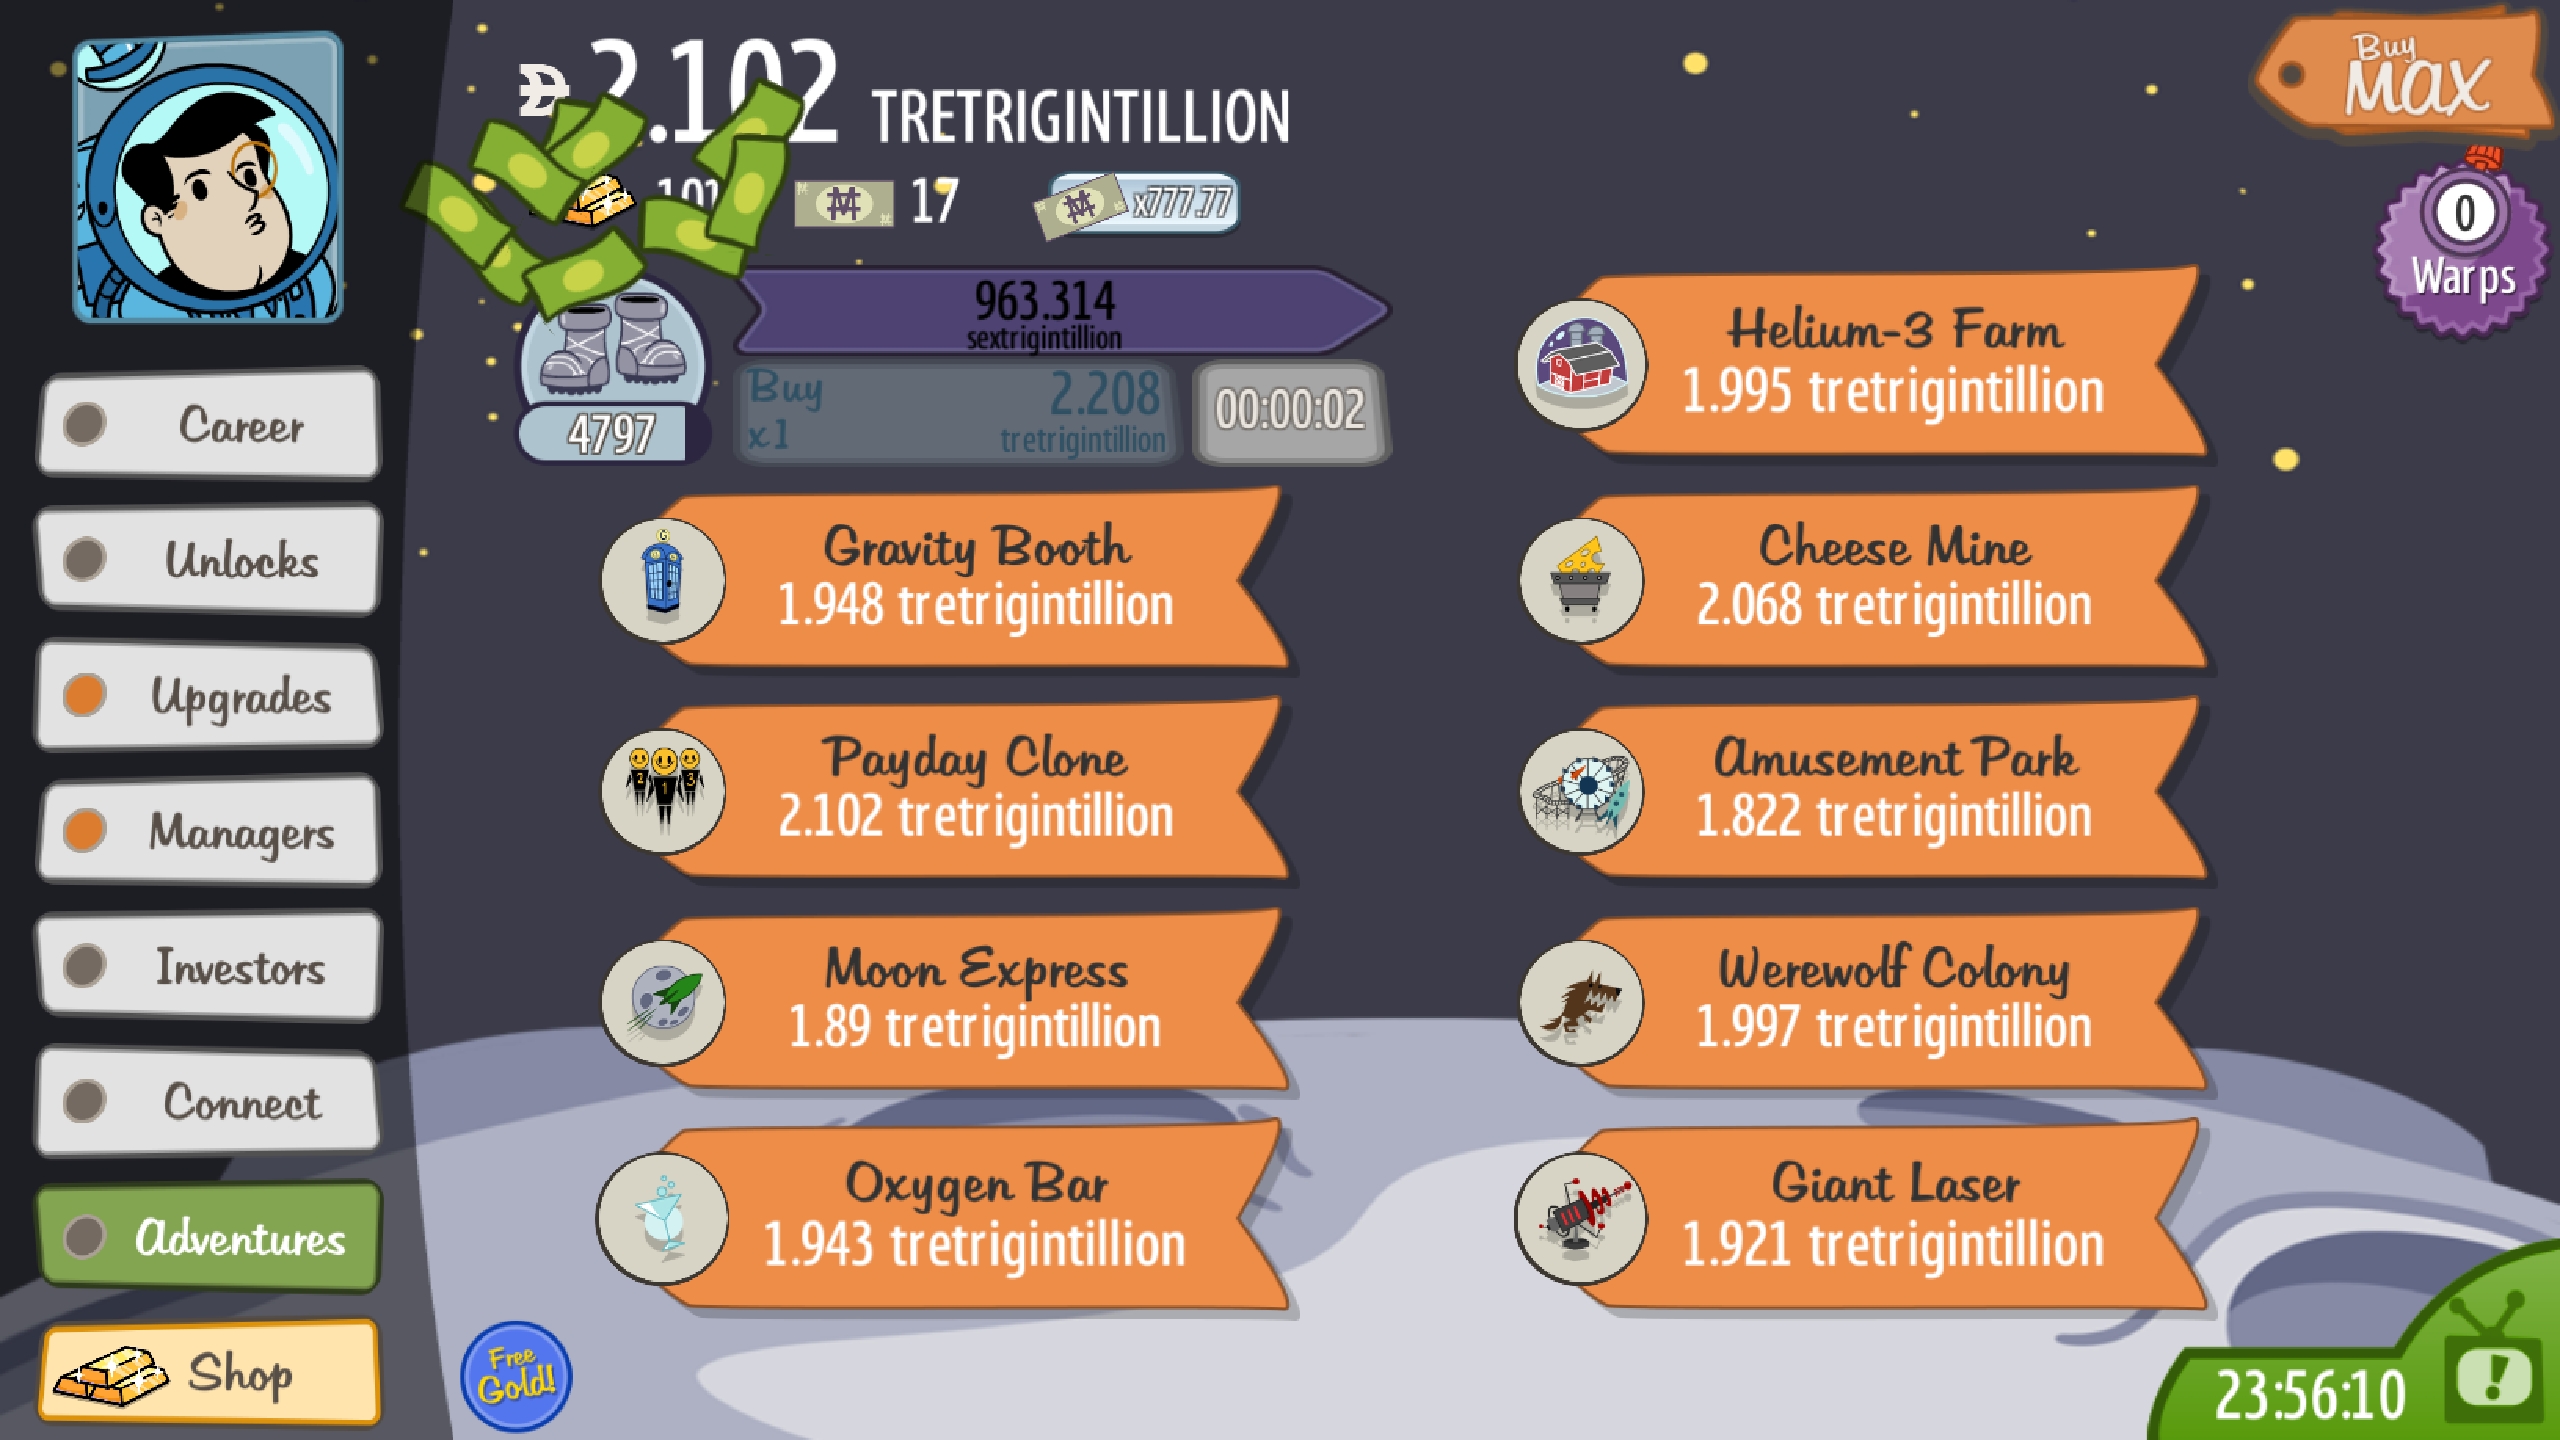 2.102 TRETRIGINTILLION
Buy
MAX
17
x777.77
0
Warps
963.314
sextrigintillion
Buy
x1
2.208
tretrigintillion
00:00:02
4797
Helium-3 Farm
1.995 tretrigintillion
Gravity Booth
1.948 tretrigintillion
Cheese Mine
2.068 tretrigintillion
Payday Clone
2.102 tretrigintillion
Amusement Park
1.822 tretrigintillion
Moon Express
1.89 tretrigintillion
Werewolf Colony
1.997 tretrigintillion
Oxygen Bar
1.943 tretrigintillion
Giant Laser
1.921 tretrigintillion
Career
Unlocks
Upgrades
Managers
Investors
Connect
Adventures
Shop
Free
Gold!
23:56:10